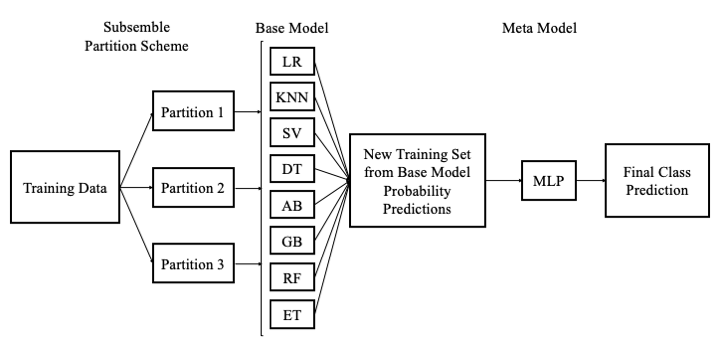 Subsemble
Partition Scheme
Base Model
Meta Model
Training Data
Partition 1
Partition 2
Partition 3
LR
KNN
SV
DT
AB
GB
RF
ET
New Training Set
from Base Model
Probability
Predictions
MLP
Final Class
Prediction